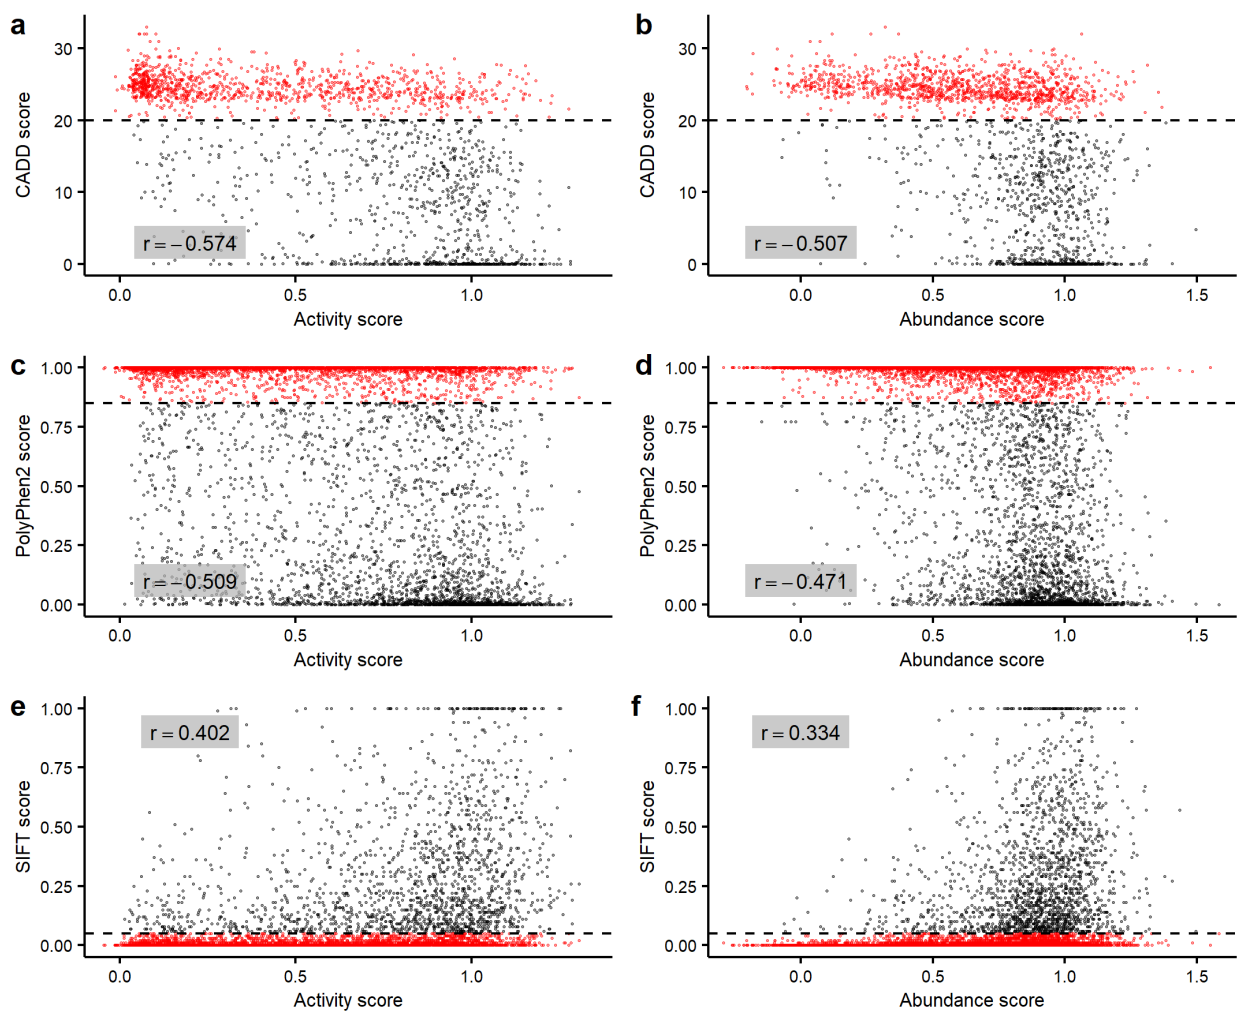 a
30
20
10
0
CADD score
r = −0.574
0.0 0.5 1.0
Activity score
b
30
20
10
0
CADD score
r = −0.507
0.0 0.5 1.0 1.5
Abundance score
c
1.00
0.75
0.50
0.25
0.00
PolyPhen2 score
r = −0.509
0.0 0.5 1.0
Activity score
d
1.00
0.75
0.50
0.25
0.00
PolyPhen2 score
r = −0.471
0.0 0.5 1.0 1.5
Abundance score
e
1.00
0.75
0.50
0.25
0.00
SIFT score
r = 0.402
0.0 0.5 1.0
Activity score
f
1.00
0.75
0.50
0.25
0.00
SIFT score
r = 0.334
0.0 0.5 1.0 1.5
Abundance score